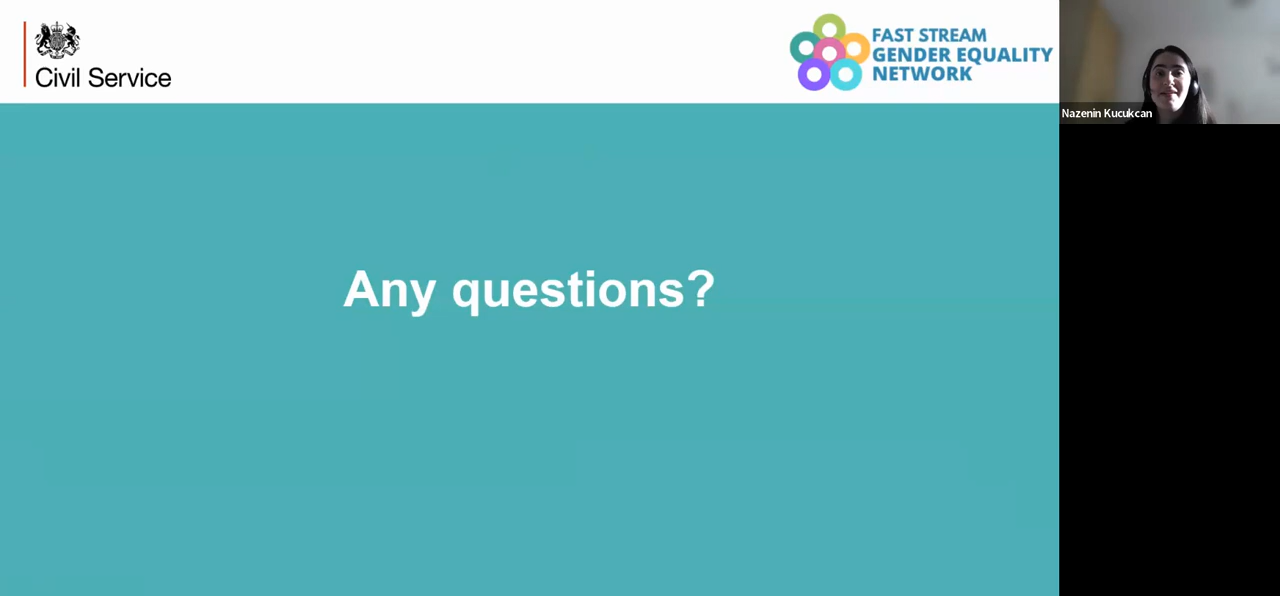 Civil Service
FAST STREAM
GENDER EQUALITY
NETWORK
Nazenin Kucukcan
Any questions?